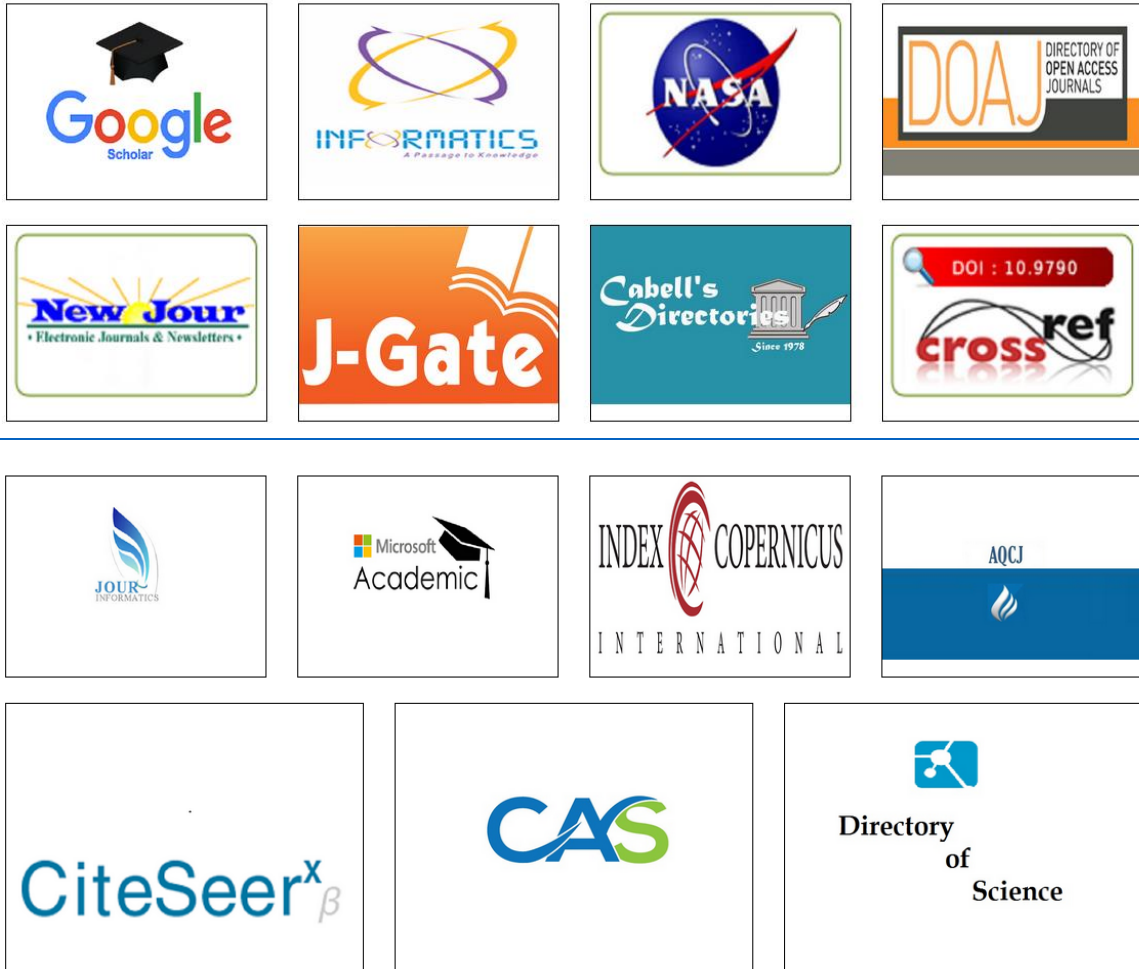 Google
Scholar
INFORMATICS
A Passage to Knowledge
NASA
DOAJ
DIRECTORY OF
OPEN ACCESS
JOURNALS
New Jour
• Electronic Journals & Newsletters •
J-Gate
Cabell's
Directories
Since 1978
DOI : 10.9790
cross ref
JOUR
INFORMATICS
Microsoft
Academic
INDEX COPERNICUS
INTERNATIONAL
AQCJ
CiteSeerx β
CAS
Directory
of
Science